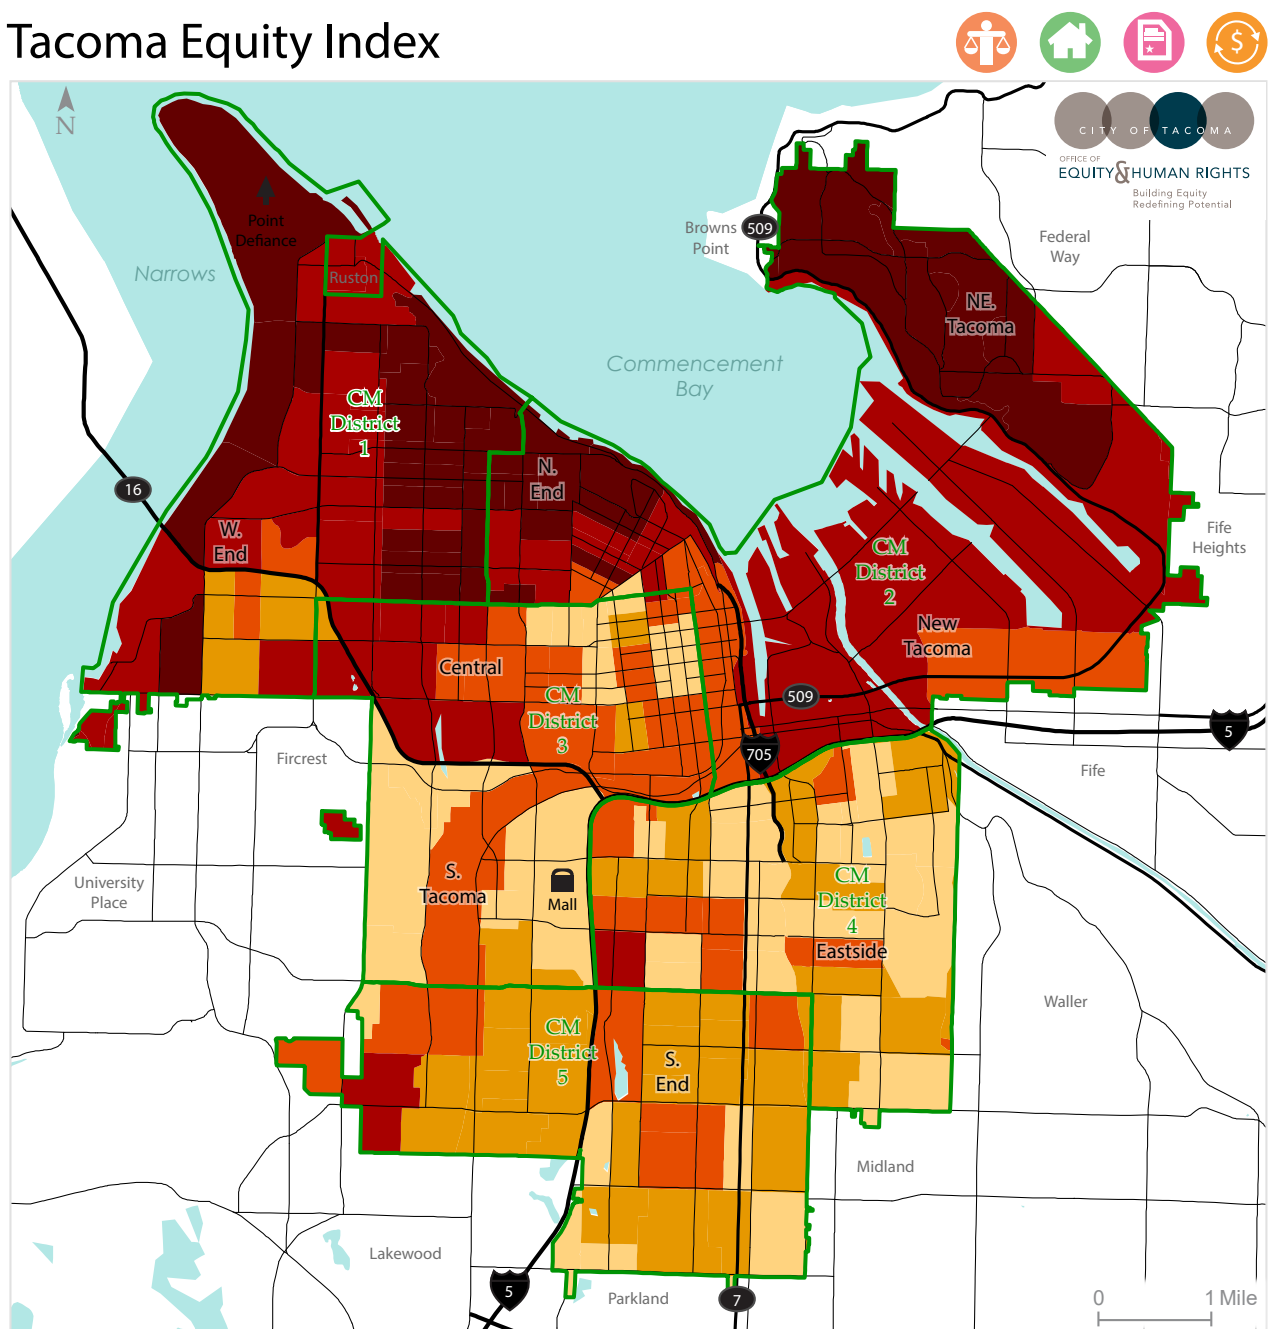 Tacoma Equity Index
$
N
CITY OF TACOMA
OFFICE OF
EQUITY & HUMAN RIGHTS
Building Equity
Redefining Potential
Point
Defiance
Browns
Point
509
Federal
Way
Narrows
Ruston
NE.
Tacoma
Commencement
Bay
CM
District
1
N.
End
16
W.
End
Fife
Heights
CM
District
2
New
Tacoma
Central
CM
District
3
509
5
705
Fircrest
Fife
S.
Tacoma
University
Place
Mall
CM
District
4
Eastside
Waller
CM
District
5
S.
End
Midland
Lakewood
5
Parkland
7
0 1 Mile